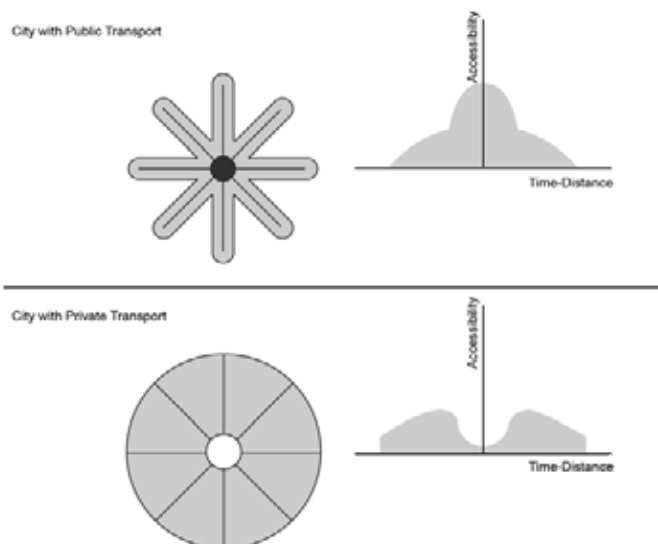 City with Public Transport
Accessibility
Time-Distance
City with Private Transport
Accessibility
Time-Distance